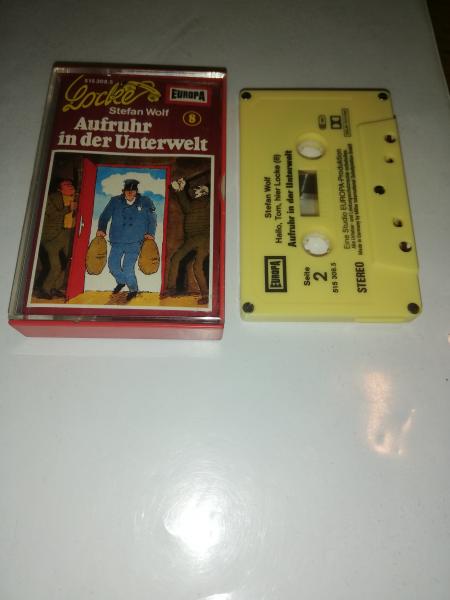 515 308.5
Locke
EUROPA
Stefan Wolf
8
Aufruhr
in der Unterwelt
Stefan Wolf
Hallo, Tom, hier Locke (8)
Aufruhr in der Unterwelt
EUROPA
Seite
2
515 308.5
Eine Studio EUROPA-Produktion
STEREO